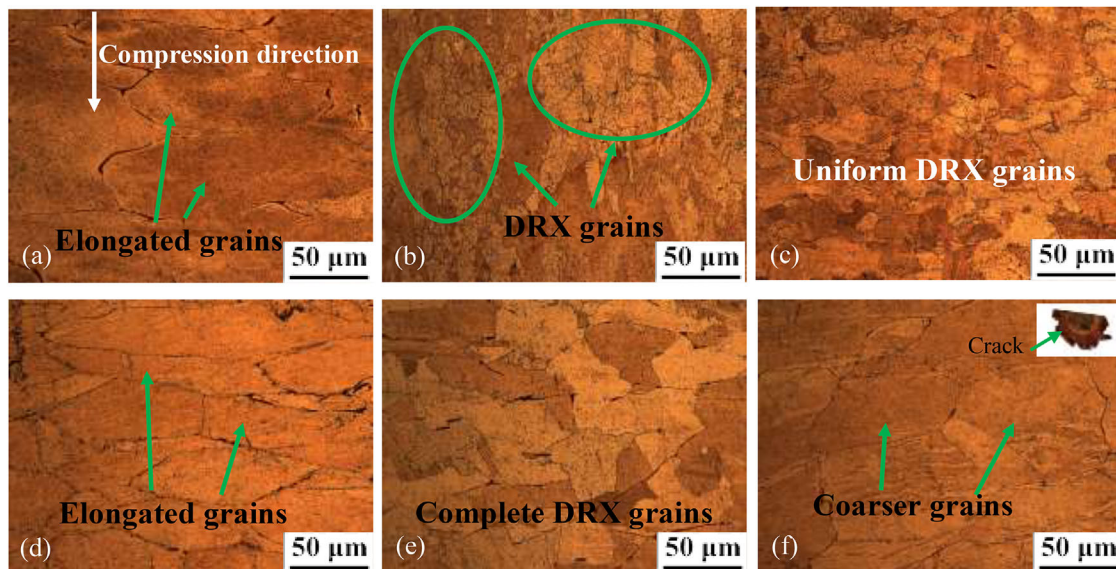 Compression direction
Elongated grains
(a)
50 μm
DRX grains
(b)
50 μm
Uniform DRX grains
(c)
50 μm
Elongated grains
(d)
50 μm
Complete DRX grains
(e)
50 μm
Crack
Coarser grains
(f)
50 μm